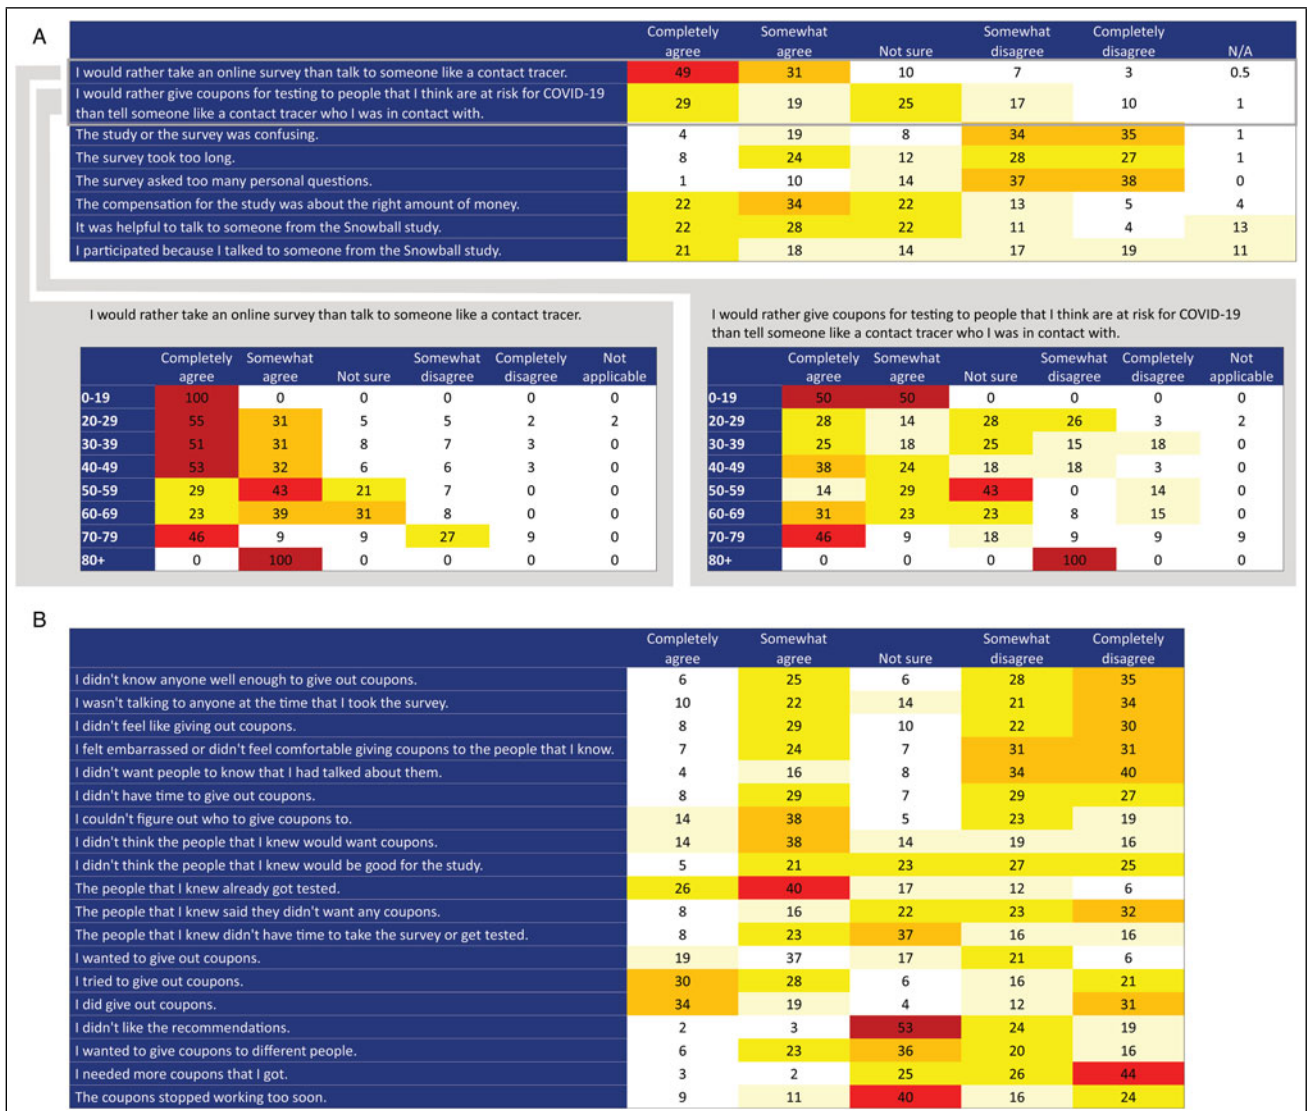 A
Completely agree Somewhat agree Not sure Somewhat disagree Completely disagree N/A
I would rather take an online survey than talk to someone like a contact tracer. 49 31 10 7 3 0.5
I would rather give coupons for testing to people that I think are at risk for COVID-19
than tell someone like a contact tracer who I was in contact with. 29 19 25 17 10 1
The study or the survey was confusing. 4 19 8 34 35 1
The survey took too long. 8 24 12 28 27 1
The survey asked too many personal questions. 1 10 14 37 38 0
The compensation for the study was about the right amount of money. 22 34 22 13 5 4
It was helpful to talk to someone from the Snowball study. 22 28 22 11 4 13
I participated because I talked to someone from the Snowball study. 21 18 14 17 19 11
I would rather take an online survey than talk to someone like a contact tracer.
Completely agree Somewhat agree Not sure Somewhat disagree Completely disagree Not applicable
0-19 100 0 0 0 0 0
20-29 55 31 5 5 2 2
30-39 51 31 8 7 3 0
40-49 53 32 6 6 3 0
50-59 29 43 21 7 0 0
60-69 23 39 31 8 0 0
70-79 46 9 9 27 9 0
80+ 0 100 0 0 0 0
I would rather give coupons for testing to people that I think are at risk for COVID-19
than tell someone like a contact tracer who I was in contact with.
Completely agree Somewhat agree Not sure Somewhat disagree Completely disagree Not applicable
0-19 50 50 0 0 0 0
20-29 28 14 28 26 3 2
30-39 25 18 25 15 18 0
40-49 38 24 18 18 3 0
50-59 14 29 43 0 14 0
60-69 31 23 23 8 15 0
70-79 46 9 18 9 9 9
80+ 0 0 0 100 0 0
B
Completely agree Somewhat agree Not sure Somewhat disagree Completely disagree
I didn't know anyone well enough to give out coupons. 6 25 6 28 35
I wasn't talking to anyone at the time that I took the survey. 10 22 14 21 34
I didn't feel like giving out coupons. 8 29 10 22 30
I felt embarrassed or didn't feel comfortable giving coupons to the people that I know. 7 24 7 31 31
I didn't want people to know that I had talked about them. 4 16 8 34 40
I didn't have time to give out coupons. 8 29 7 29 27
I couldn't figure out who to give coupons to. 14 38 5 23 19
I didn't think the people that I knew would want coupons. 14 38 14 19 16
I didn't think the people that I knew would be good for the study. 5 21 23 27 25
The people that I knew already got tested. 26 40 17 12 6
The people that I knew said they didn't want any coupons. 8 16 22 23 32
The people that I knew didn't have time to take the survey or get tested. 8 23 37 16 16
I wanted to give out coupons. 19 37 17 21 6
I tried to give out coupons. 30 28 6 16 21
I did give out coupons. 34 19 4 12 31
I didn't like the recommendations. 2 3 53 24 19
I wanted to give coupons to different people. 6 23 36 20 16
I needed more coupons that I got. 3 2 25 26 44
The coupons stopped working too soon. 9 11 40 16 24